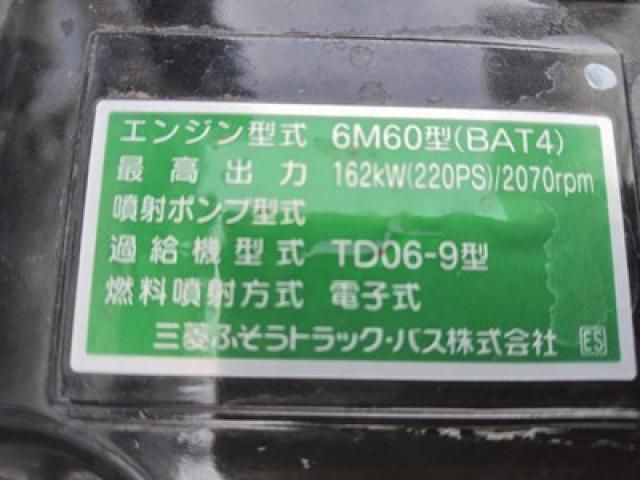 エンジン型式 6M60型(BAT4)
最高出力 162kW(220PS)/2070rpm
噴射ポンプ型式
過給機型式 TD06-9型
燃料噴射方式 電子式
三菱ふそうトラック・バス株式会社 ES